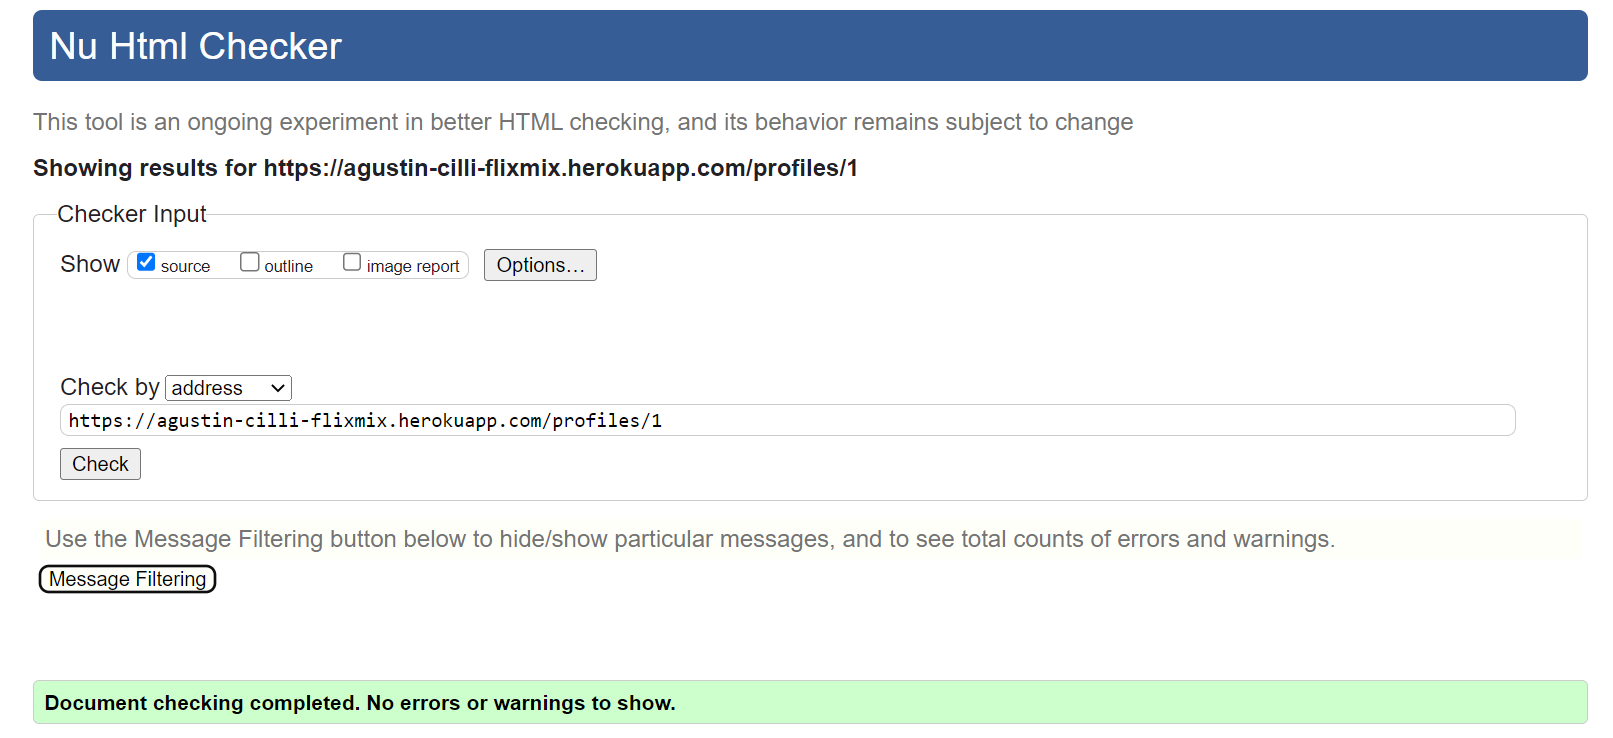 Nu Html Checker
This tool is an ongoing experiment in better HTML checking, and its behavior remains subject to change
Showing results for https://agustin-cilli-flixmix.herokuapp.com/profiles/1
Checker Input
Show source outline image report Options...
Check by address
https://agustin-cilli-flixmix.herokuapp.com/profiles/1
Check
Use the Message Filtering button below to hide/show particular messages, and to see total counts of errors and warnings.
Message Filtering
Document checking completed. No errors or warnings to show.